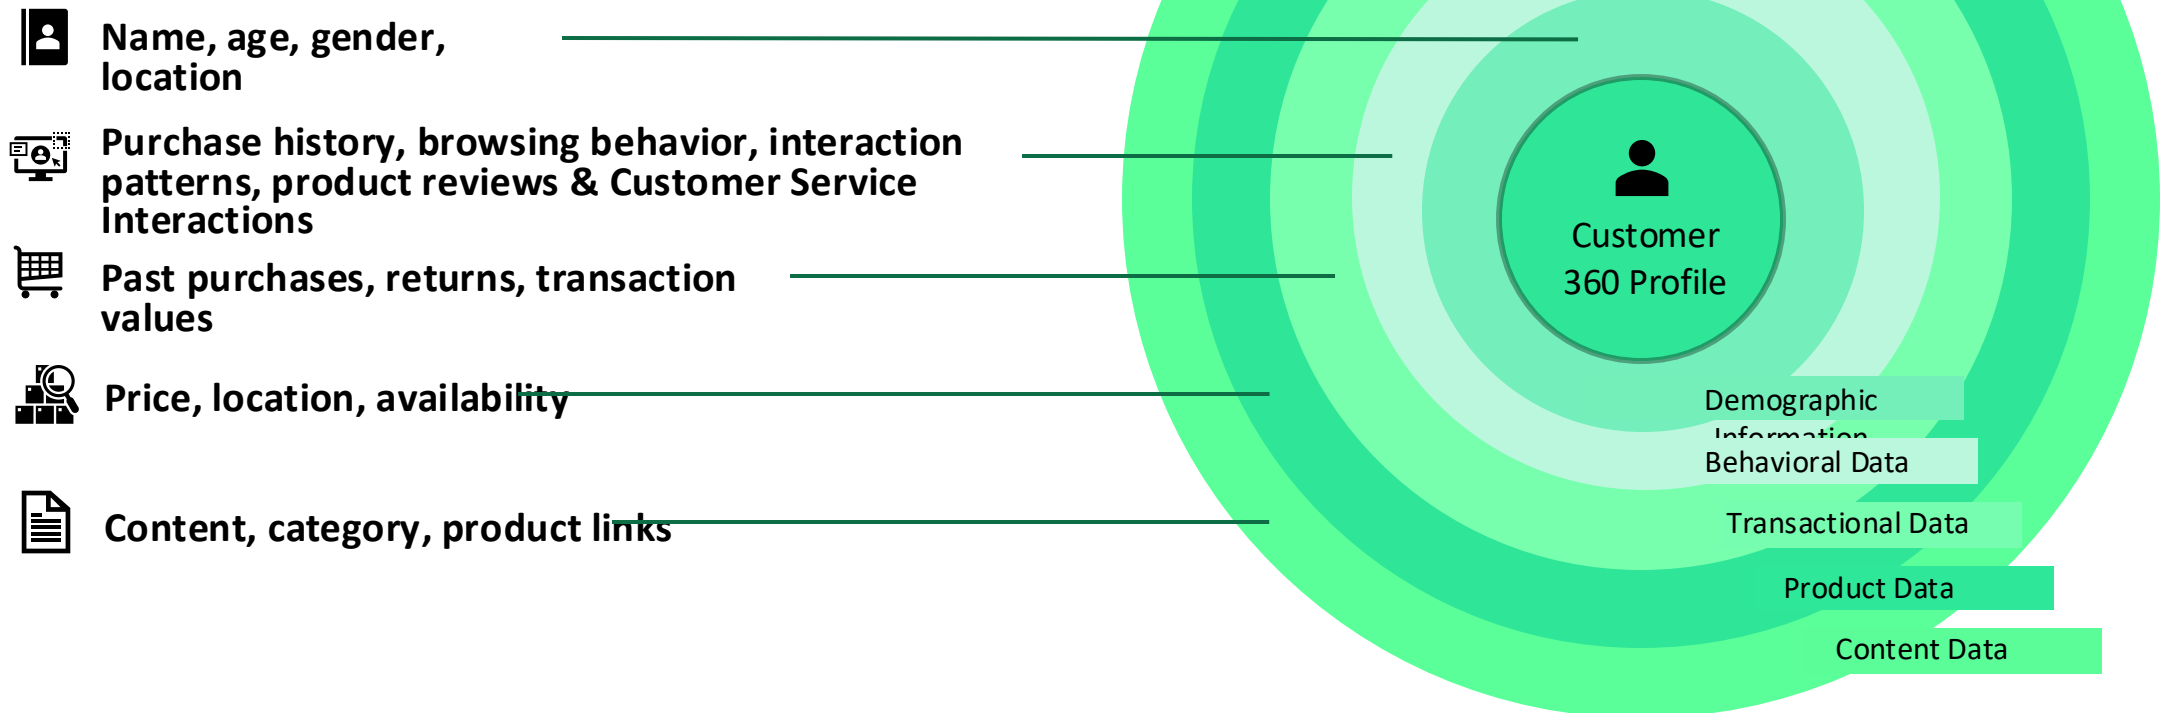 Name, age, gender,
location
Purchase history, browsing behavior, interaction
patterns, product reviews & Customer Service
Interactions
Past purchases, returns, transaction
values
Price, location, availability
Content, category, product links
Customer
360 Profile
Demographic
Information
Behavioral Data
Transactional Data
Product Data
Content Data